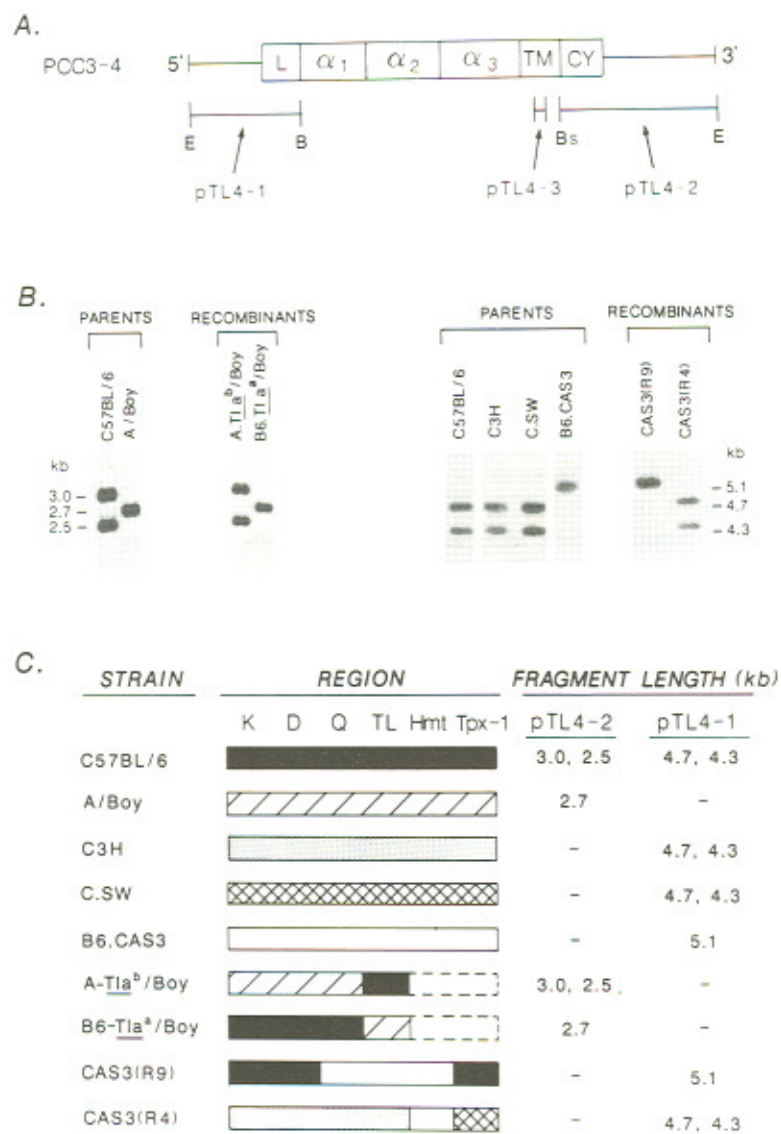 A.
PCC3-4 5' L α1 α2 α3 TM CY 3'
E B Bs E
pTL4-1 pTL4-3 pTL4-2
B.
PARENTS RECOMBINANTS PARENTS RECOMBINANTS
C57BL/6 A/Boy A.Tlaᵇ/Boy B6.Tlaᵃ/Boy C57BL/6 C3H C.SW B6.CAS3 CAS3(R9) CAS3(R4)
kb kb
3.0 – – 5.1
2.7 – – 4.7
2.5 – – 4.3
C.
STRAIN REGION FRAGMENT LENGTH (kb)
K D Q TL Hmt Tpx-1 pTL4-2 pTL4-1
C57BL/6 3.0, 2.5 4.7, 4.3
A/Boy 2.7 –
C3H – 4.7, 4.3
C.SW – 4.7, 4.3
B6.CAS3 – 5.1
A-Tlaᵇ/Boy 3.0, 2.5 –
B6-Tlaᵃ/Boy 2.7 –
CAS3(R9) – 5.1
CAS3(R4) – 4.7, 4.3